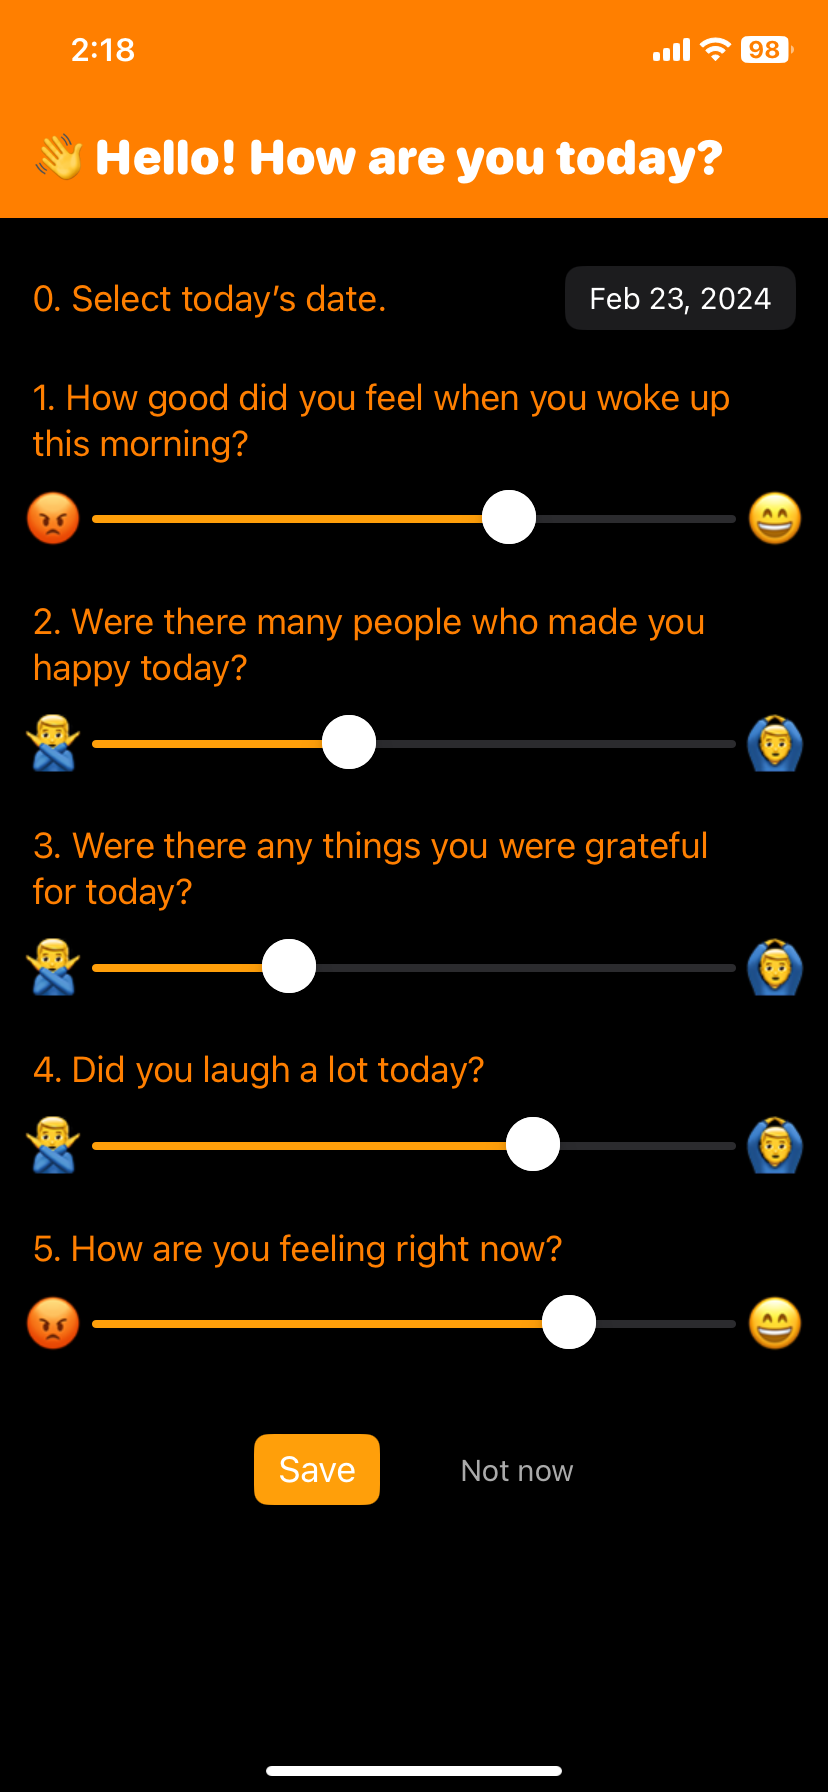 2:18
98
👋 Hello! How are you today?
0. Select today’s date.
Feb 23, 2024
1. How good did you feel when you woke up
this morning?
2. Were there many people who made you
happy today?
3. Were there any things you were grateful
for today?
4. Did you laugh a lot today?
5. How are you feeling right now?
Save
Not now